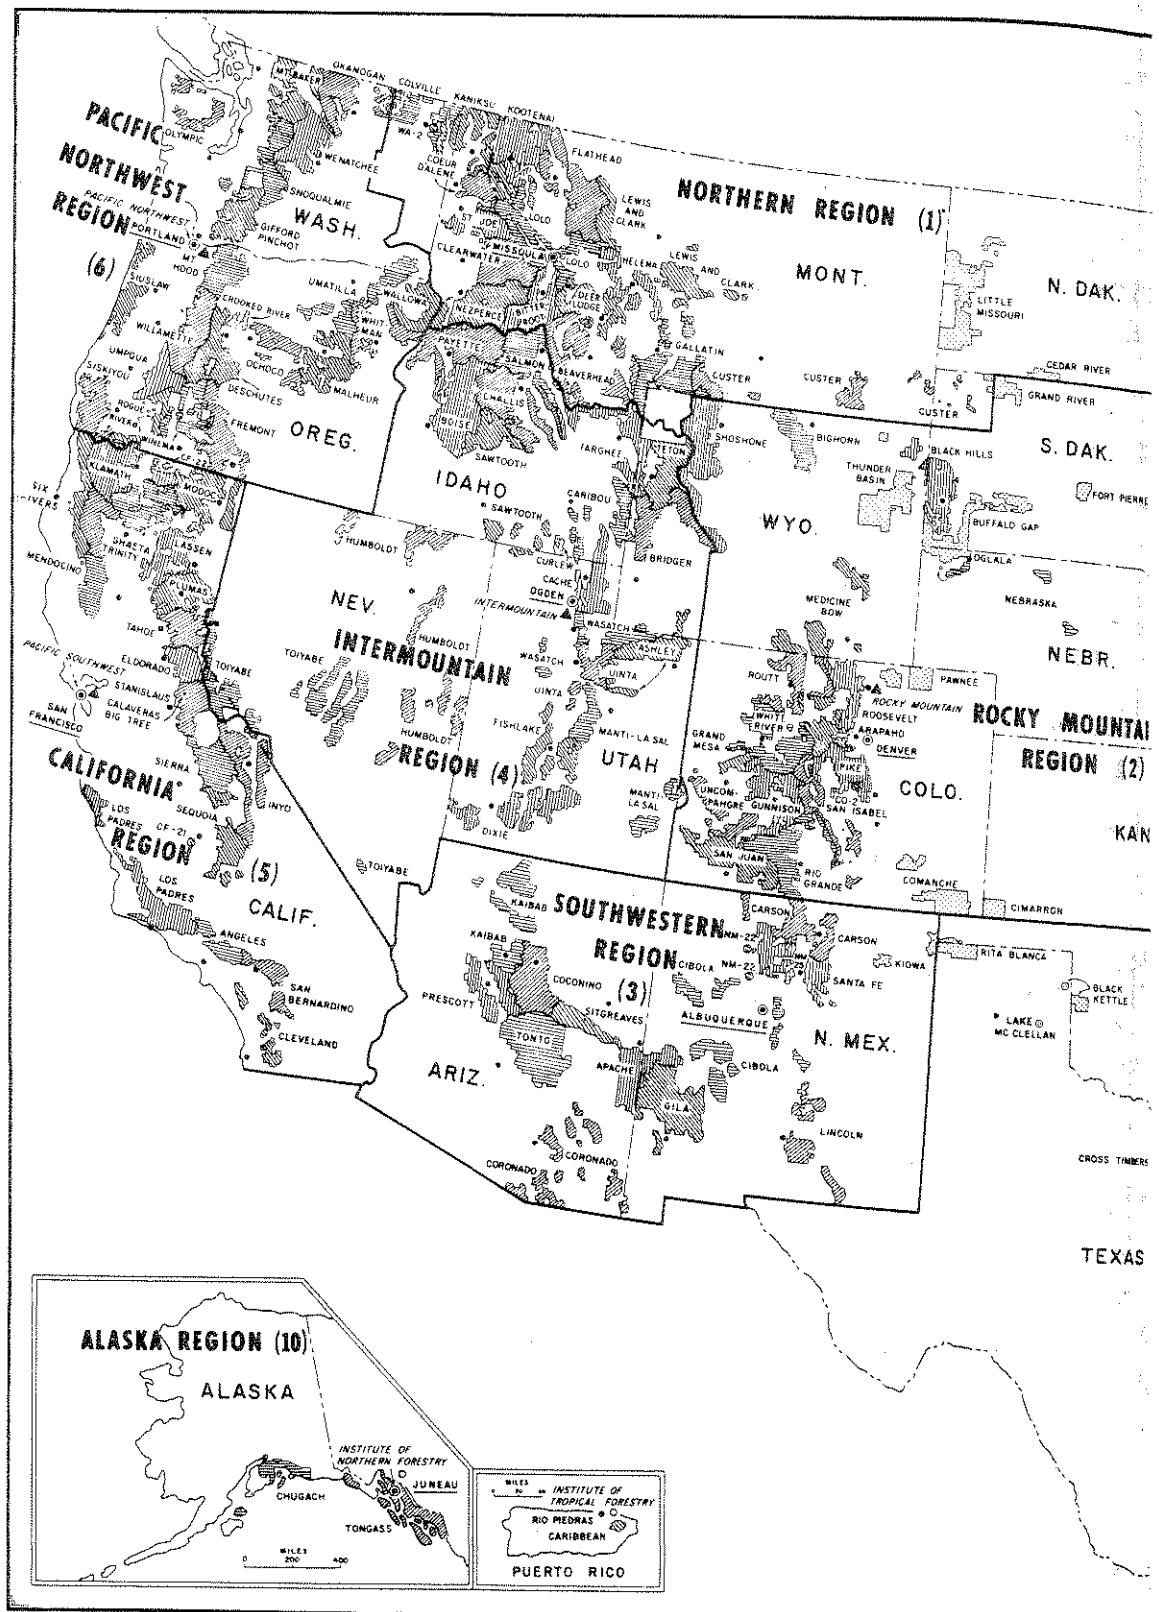 OKANOGAN
COLVILLE
KANIKSU
KOOTENAI
MT. BAKER
OLYMPIC
WA-2
COEUR
D'ALENE
FLATHEAD
PACIFIC
NORTHWEST
REGION
(6)
WENATCHEE
SNOQUALMIE
WASH.
GIFFORD
PINCHOT
PACIFIC NORTHWEST
PORTLAND
MT
HOOD
ST.
JOE
LOLO
LEWIS
AND
CLARK
NORTHERN REGION (1)
MISSOULA
LOLO
CLEARWATER
HELENA
LEWIS
AND
CLARK
MONT.
N. DAK.
LITTLE
MISSOURI
SIUSLAW
UMATILLA
WALLOWA
WHIT
MAN
NEZPERCE
BITTER
ROOT
DEER
LODGE
CROOKED RIVER
WILLAMETTE
PAYETTE
SALMON
GALLATIN
UMPQUA
SISKIYOU
OCHOCO
MALHEUR
BEAVERHEAD
CUSTER
CUSTER
CUSTER
CEDAR RIVER
GRAND RIVER
DESCHUTES
CHALLIS
ROGUE
RIVER
FREMONT
OREG.
BOISE
SAWTOOTH
TARGHEE
TETON
SHOSHONE
BIGHORN
BLACK HILLS
S. DAK.
WINEMA
CF-22
KLAMATH
MODOC
IDAHO
THUNDER
BASIN
FORT PIERRE
SIX
RIVERS
SAWTOOTH
CARIBOU
WYO.
BUFFALO GAP
SHASTA
TRINITY
LASSEN
HUMBOLDT
CURLEW
BRIDGER
OGLALA
MENDOCINO
PLUMAS
NEV.
CACHE
OGDEN
INTERMOUNTAIN
MEDICINE
BOW
NEBRASKA
TAHOE
HUMBOLDT
WASATCH
ASHLEY
NEBR.
PACIFIC SOUTHWEST
ELDORADO
TOIYABE
TOIYABE
INTERMOUNTAIN
REGION (4)
WASATCH
UINTA
UINTA
ROUTT
PAWNEE
ROCKY MOUNTAIN
STANISLAUS
CALAVERAS
BIG TREE
SAN
FRANCISCO
FISHLAKE
MANTI-LA SAL
WHITE
RIVER
ROOSEVELT
ARAPAHO
DENVER
ROCKY MOUNTAI
REGION (2)
HUMBOLDT
GRAND
MESA
PIKE
CALIFORNIA
REGION
(5)
SIERRA
UTAH
COLO.
SEQUOIA
INYO
MANTI-
LA SAL
UNCOM-
PAHGRE
GUNNISON
CO-2
SAN ISABEL
LOS
PADRES
CF-21
DIXIE
KAN
SAN JUAN
RIO
GRANDE
TOIYABE
LOS
PADRES
COMANCHE
CIMARRON
CALIF.
KAIBAB
SOUTHWESTERN
REGION
(3)
CARSON
ANGELES
KAIBAB
NM-22
NM-22
CARSON
KIOWA
RITA BLANCA
CIBOLA
SANTA FE
COCONINO
SAN
BERNARDINO
PRESCOTT
SITGREAVES
ALBUQUERQUE
BLACK
KETTLE
LAKE
MC CLELLAN
CLEVELAND
TONTO
N. MEX.
ARIZ.
APACHE
CIBOLA
GILA
LINCOLN
CORONADO
CORONADO
CROSS TIMBERS
TEXAS
ALASKA REGION (10)
ALASKA
INSTITUTE OF
NORTHERN FORESTRY
JUNEAU
CHUGACH
TONGASS
MILES
0 200 400
MILES
INSTITUTE OF
TROPICAL FORESTRY
RIO PIEDRAS
CARIBBEAN
PUERTO RICO